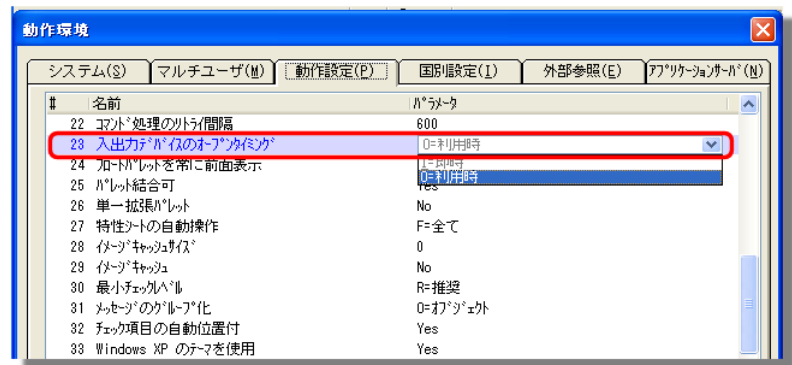 動作環境
システム(S) マルチユーザ(M) 動作設定(P) 国別設定(I) 外部参照(E) ｱﾌﾟﾘｹｰｼｮﾝｻｰﾊﾞ(N)
# 名前 ﾊﾟﾗﾒｰﾀ
22 ｺﾏﾝﾄﾞ処理のﾘﾄﾗｲ間隔 600
23 入出力ﾃﾞﾊﾞｲｽのｵｰﾌﾟﾝﾀｲﾐﾝｸﾞ O=利用時
I=即時
24 ﾌﾛｰﾄﾊﾟﾚｯﾄを常に前面表示 O=利用時
25 ﾊﾟﾚｯﾄ結合可 Yes
26 単一拡張ﾊﾟﾚｯﾄ No
27 特性ｼｰﾄの自動操作 F=全て
28 ｲﾒｰｼﾞｷｬｯｼｭｻｲｽﾞ 0
29 ｲﾒｰｼﾞｷｬｯｼｭ No
30 最小ﾁｪｯｸﾚﾍﾞﾙ R=推奨
31 ﾒｯｾｰｼﾞのｸﾞﾙｰﾌﾟ化 O=ｵﾌﾞｼﾞｪｸﾄ
32 ﾁｪｯｸ項目の自動位置付 Yes
33 Windows XP のﾃｰﾏを使用 Yes